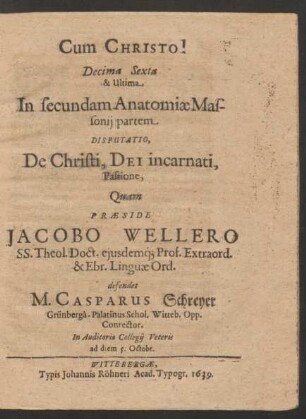 Cum CHRISTO!
Decima Sexta
& Ultima
In secundam Anatomiæ Mas-
sonij partem
DISPUTATIO,
De Christi, DEI incarnati,
Passione,
Quam
PRÆSIDE
JACOBO WELLERO
SS. Theol. Doct. ejusdemq; Prof. Extraord.
& Ebr. Linguæ Ord.
defendet
M. CASPARUS Schreyer
Grünbergâ-Palatinus Schol. Witteb. Opp.
Conrector.
In Auditorio Collegij Veteris
ad diem 5. Octobr.
WITTEBERGÆ,
Typis Johannis Röhneri Acad. Typogr. 1639.